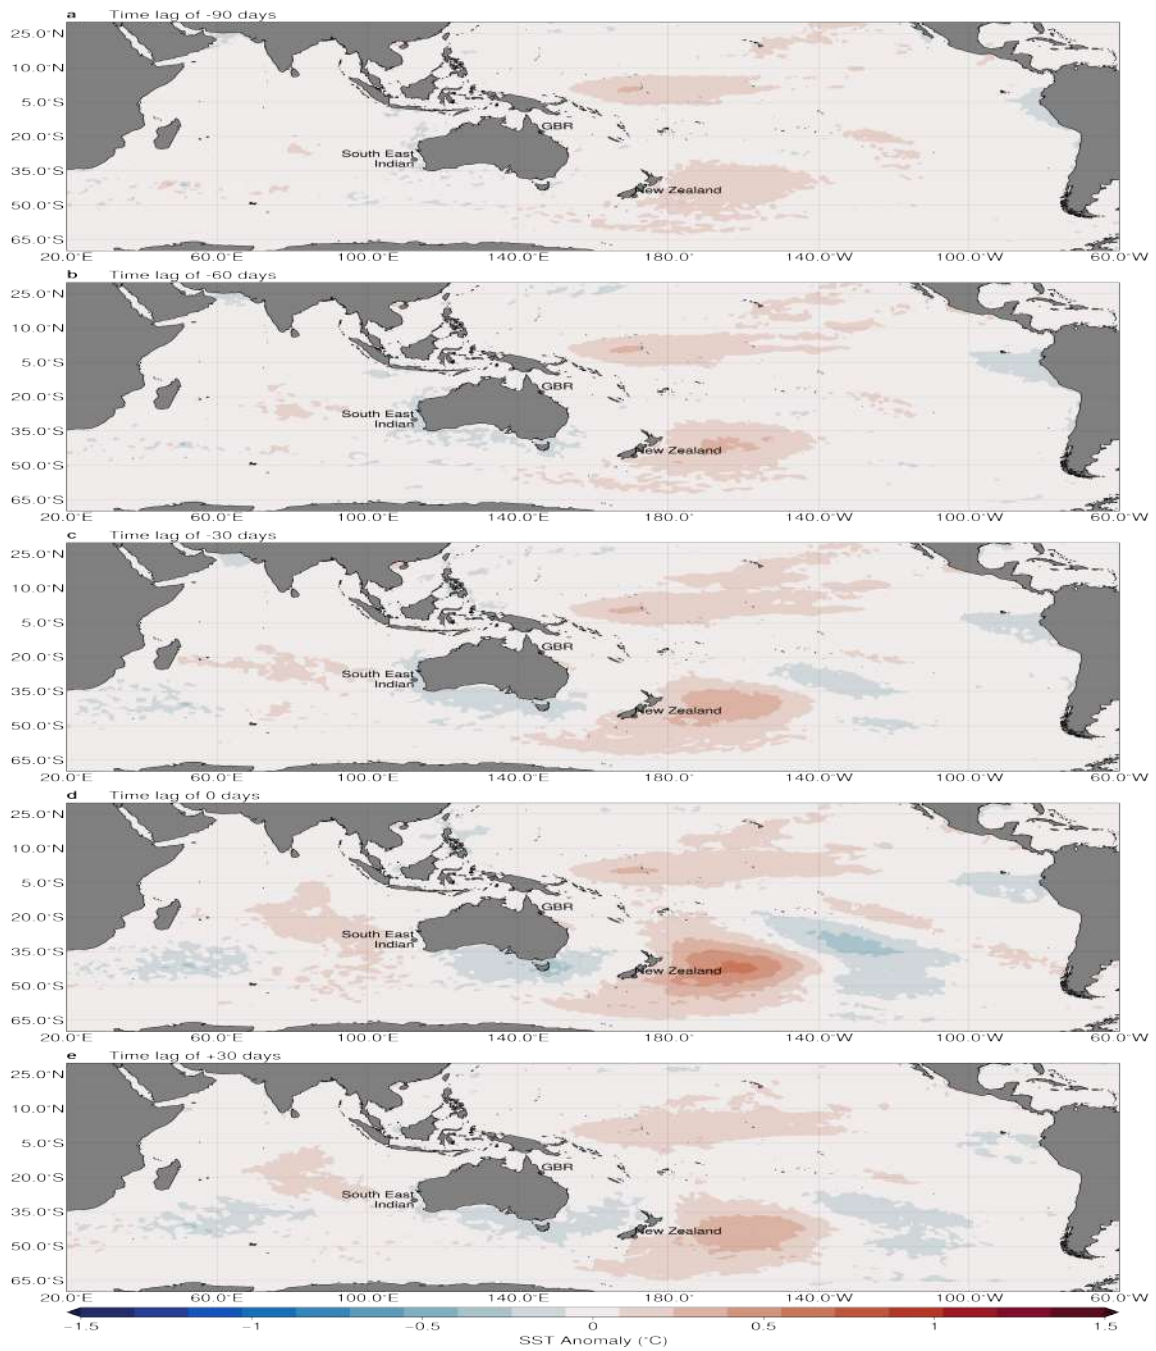 a Time lag of -90 days
25.0°N
10.0°N
5.0°S
20.0°S
35.0°S
50.0°S
65.0°S
GBR
South East
Indian
New Zealand
20.0°E 60.0°E 100.0°E 140.0°E 180.0° 140.0°W 100.0°W 60.0°W
b Time lag of -60 days
25.0°N
10.0°N
5.0°S
20.0°S
35.0°S
50.0°S
65.0°S
GBR
South East
Indian
New Zealand
20.0°E 60.0°E 100.0°E 140.0°E 180.0° 140.0°W 100.0°W 60.0°W
c Time lag of -30 days
25.0°N
10.0°N
5.0°S
20.0°S
35.0°S
50.0°S
65.0°S
GBR
South East
Indian
New Zealand
20.0°E 60.0°E 100.0°E 140.0°E 180.0° 140.0°W 100.0°W 60.0°W
d Time lag of 0 days
25.0°N
10.0°N
5.0°S
20.0°S
35.0°S
50.0°S
65.0°S
GBR
South East
Indian
New Zealand
20.0°E 60.0°E 100.0°E 140.0°E 180.0° 140.0°W 100.0°W 60.0°W
e Time lag of +30 days
25.0°N
10.0°N
5.0°S
20.0°S
35.0°S
50.0°S
65.0°S
GBR
South East
Indian
New Zealand
20.0°E 60.0°E 100.0°E 140.0°E 180.0° 140.0°W 100.0°W 60.0°W
−1.5 −1 −0.5 0 0.5 1 1.5
SST Anomaly (°C)